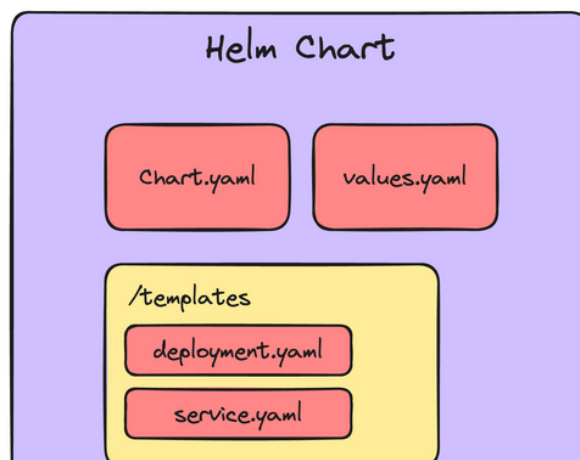 Helm Chart
Chart.yaml
values.yaml
/templates
deployment.yaml
service.yaml